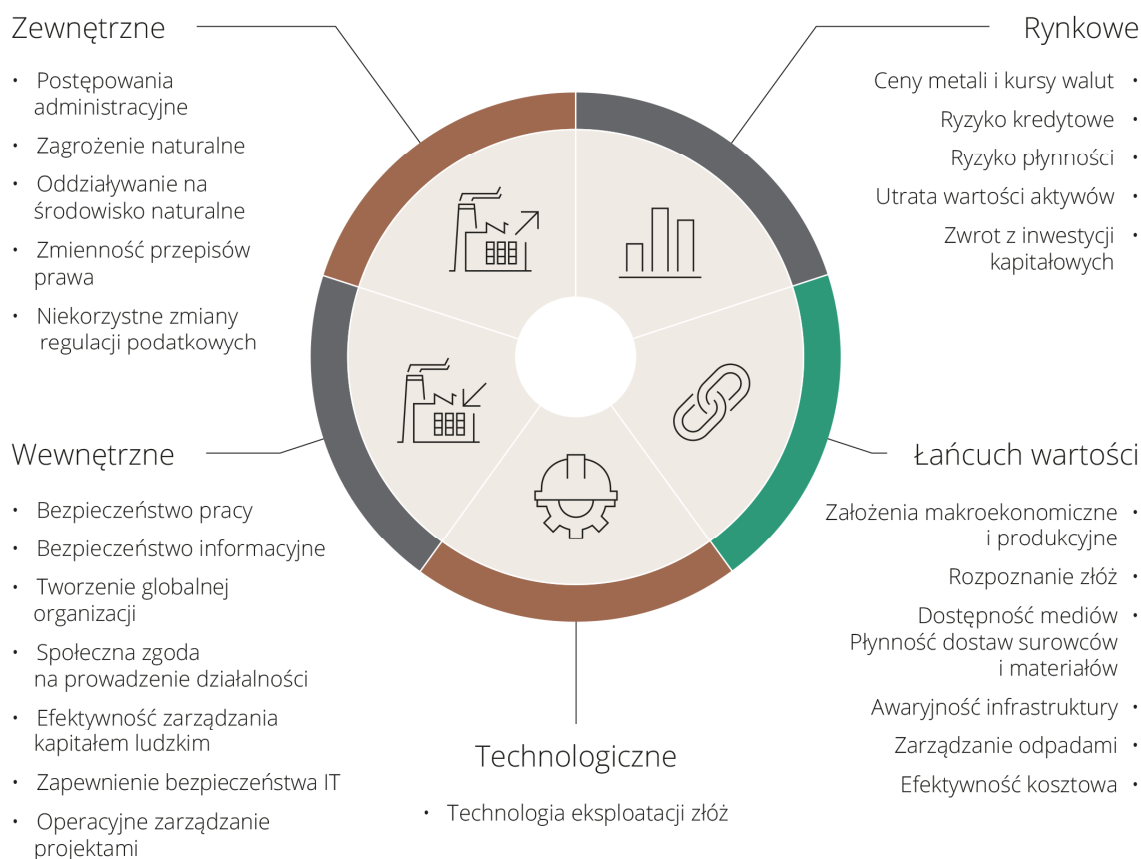 Zewnętrzne
• Postępowania
administracyjne
• Zagrożenie naturalne
• Oddziaływanie na
środowisko naturalne
• Zmienność przepisów
prawa
• Niekorzystne zmiany
regulacji podatkowych
Rynkowe
Ceny metali i kursy walut •
Ryzyko kredytowe •
Ryzyko płynności •
Utrata wartości aktywów •
Zwrot z inwestycji •
kapitałowych
Wewnętrzne
• Bezpieczeństwo pracy
• Bezpieczeństwo informacyjne
• Tworzenie globalnej
organizacji
• Społeczna zgoda
na prowadzenie działalności
• Efektywność zarządzania
kapitałem ludzkim
• Zapewnienie bezpieczeństwa IT
• Operacyjne zarządzanie
projektami
Łańcuch wartości
Założenia makroekonomiczne •
i produkcyjne
Rozpoznanie złóż •
Dostępność mediów •
Płynność dostaw surowców
i materiałów
Awaryjność infrastruktury •
Zarządzanie odpadami •
Efektywność kosztowa •
Technologiczne
• Technologia eksploatacji złóż